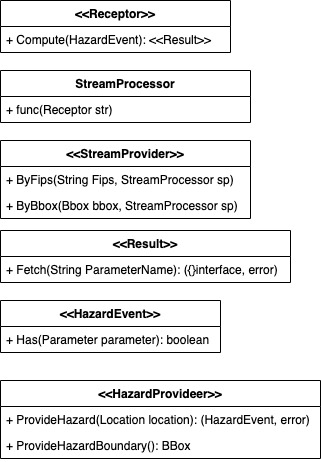 <<Receptor>>
+ Compute(HazardEvent): <<Result>>
StreamProcessor
+ func(Receptor str)
<<StreamProvider>>
+ ByFips(String Fips, StreamProcessor sp)
+ ByBbox(Bbox bbox, StreamProcessor sp)
<<Result>>
+ Fetch(String ParameterName): ({}interface, error)
<<HazardEvent>>
+ Has(Parameter parameter): boolean
<<HazardProvideer>>
+ ProvideHazard(Location location): (HazardEvent, error)
+ ProvideHazardBoundary(): BBox